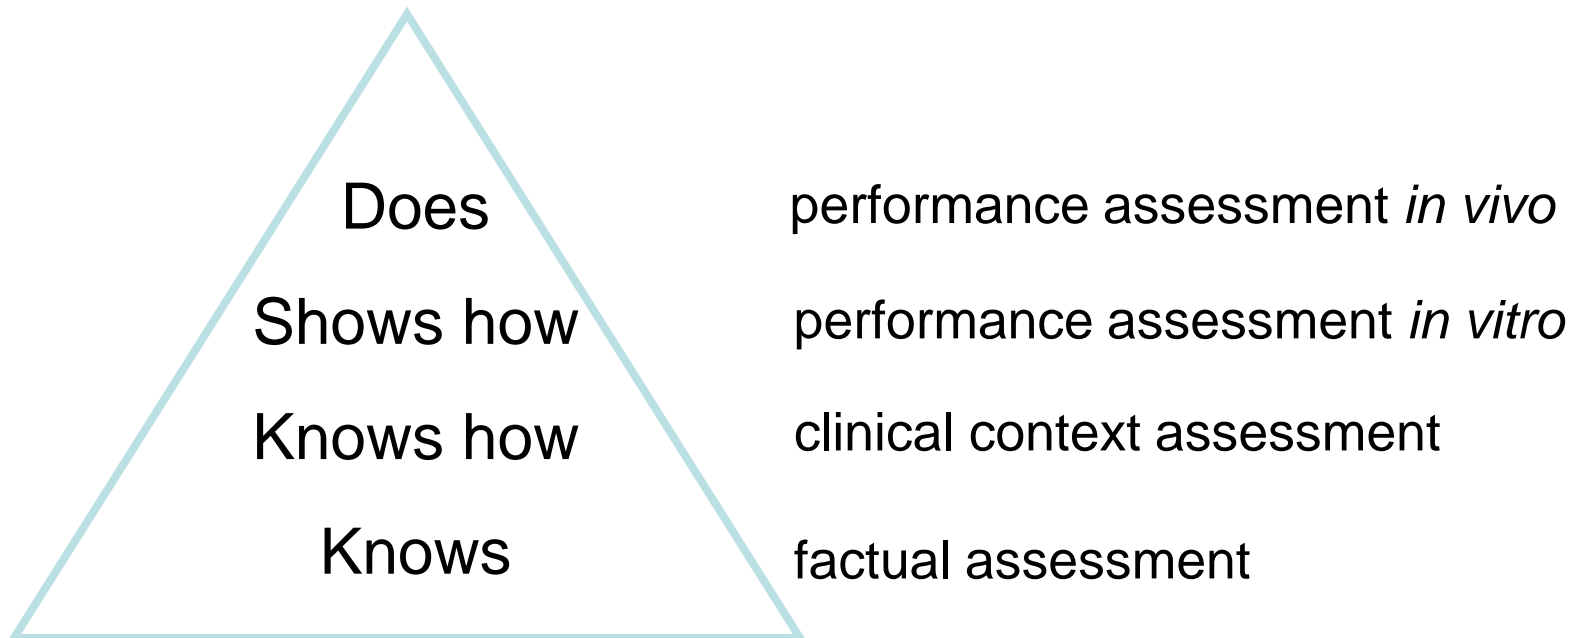 Does performance assessment in vivo
Shows how performance assessment in vitro
Knows how clinical context assessment
Knows factual assessment